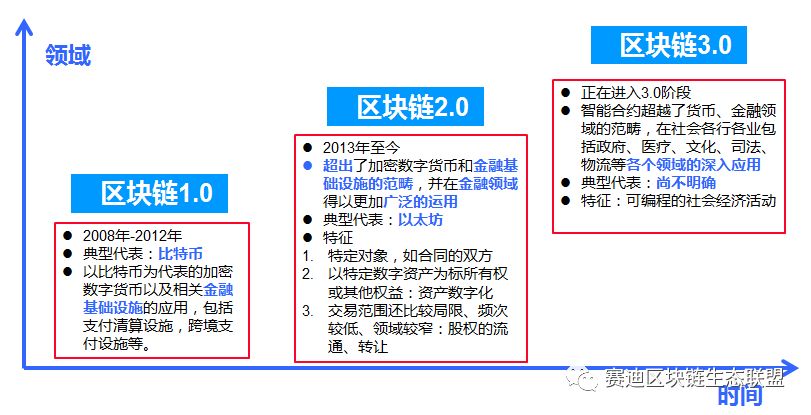 领域
区块链3.0
● 正在进入3.0阶段
● 智能合约超越了货币、金融领
域的范畴，在社会各行各业包
括政府、医疗、文化、司法、
物流等各个领域的深入应用
● 典型代表：尚不明确
● 特征：可编程的社会经济活动
区块链2.0
● 2013年至今
● 超出了加密数字货币和金融基
础设施的范畴，并在金融领域
得以更加广泛的运用
● 典型代表：以太坊
● 特征
1. 特定对象，如合同的双方
2. 以特定数字资产为标所有权
或其他权益：资产数字化
3. 交易范围还比较局限、频次
较低、领域较窄：股权的流
通、转让
区块链1.0
● 2008年-2012年
● 典型代表：比特币
● 以比特币为代表的加密
数字货币以及相关金融
基础设施的应用，包括
支付清算设施，跨境支
付设施等。
赛迪区块链生态联盟
时间